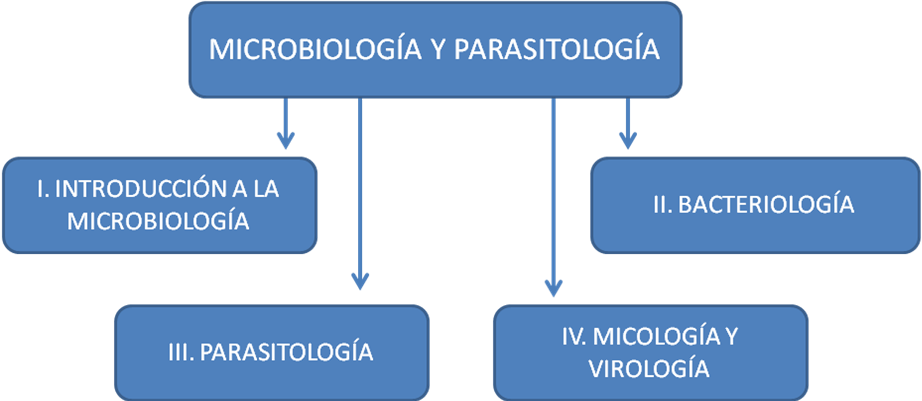 MICROBIOLOGÍA Y PARASITOLOGÍA
I. INTRODUCCIÓN A LA
MICROBIOLOGÍA
II. BACTERIOLOGÍA
III. PARASITOLOGÍA
IV. MICOLOGÍA Y
VIROLOGÍA